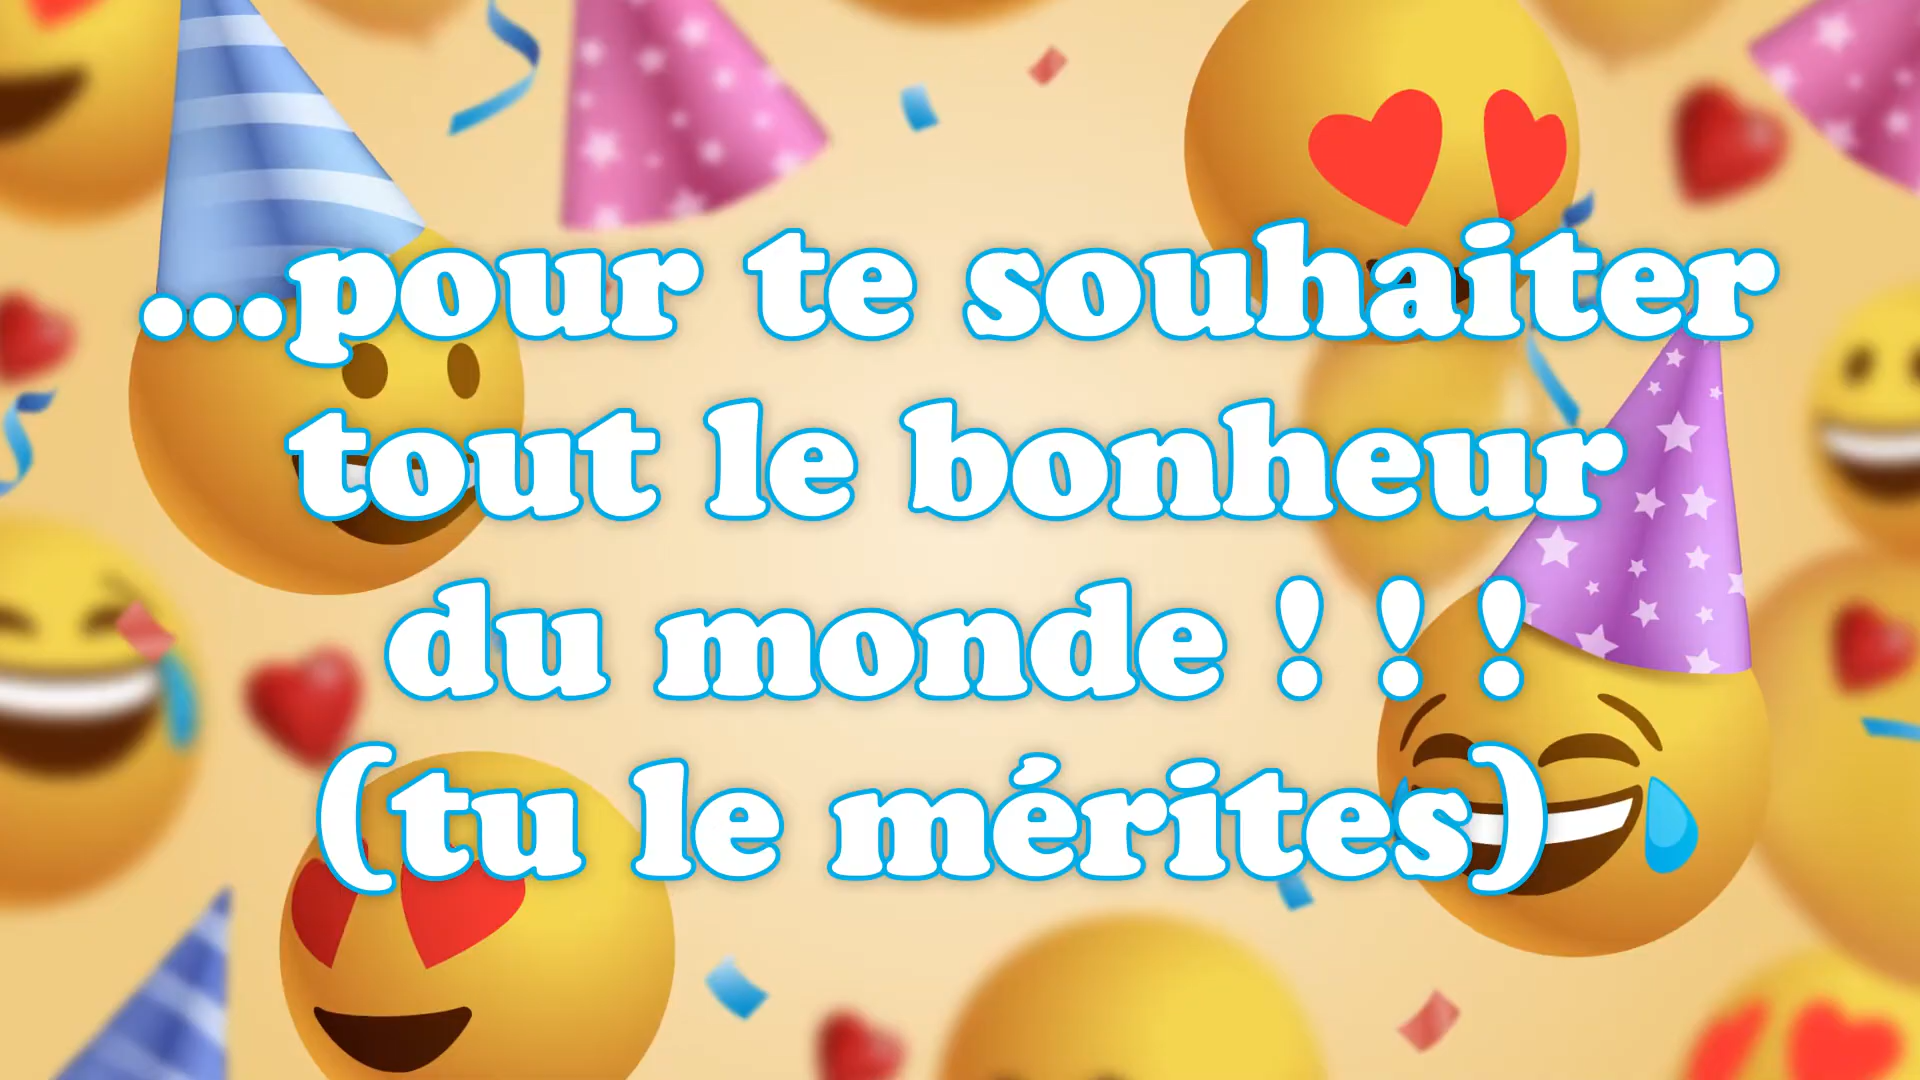 ...pour te souhaiter
tout le bonheur
du monde ! ! !
(tu le mérites)